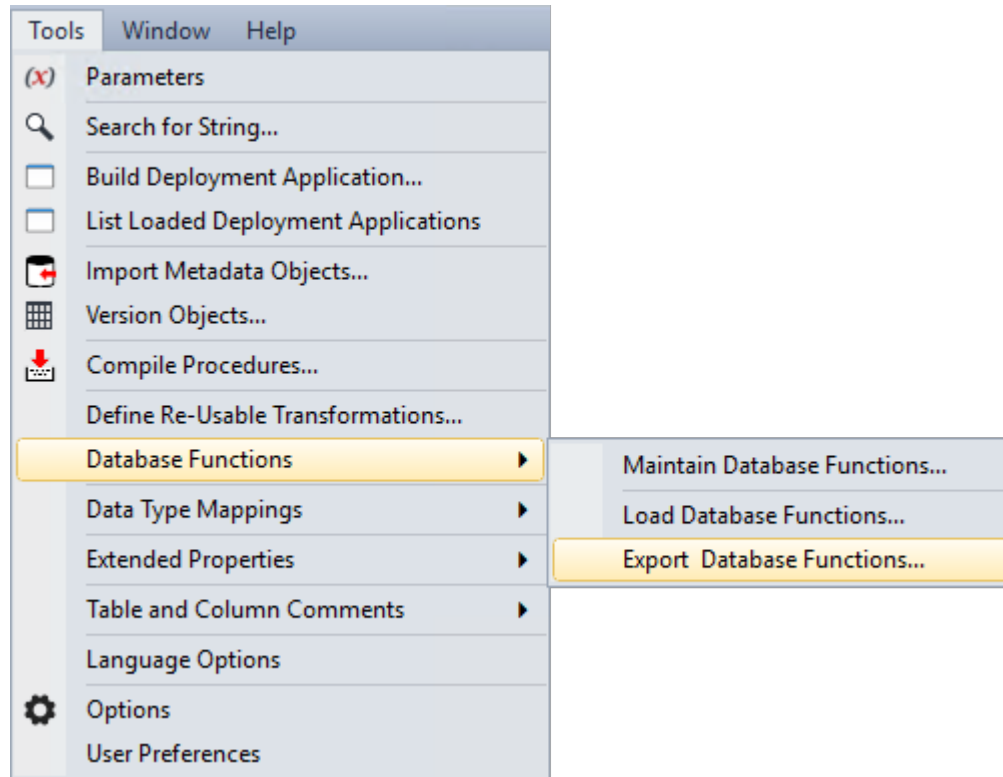 Tools Window Help
(x) Parameters
Search for String...
Build Deployment Application...
List Loaded Deployment Applications
Import Metadata Objects...
Version Objects...
Compile Procedures...
Define Re-Usable Transformations...
Database Functions
Maintain Database Functions...
Load Database Functions...
Export  Database Functions...
Data Type Mappings
Extended Properties
Table and Column Comments
Language Options
Options
User Preferences